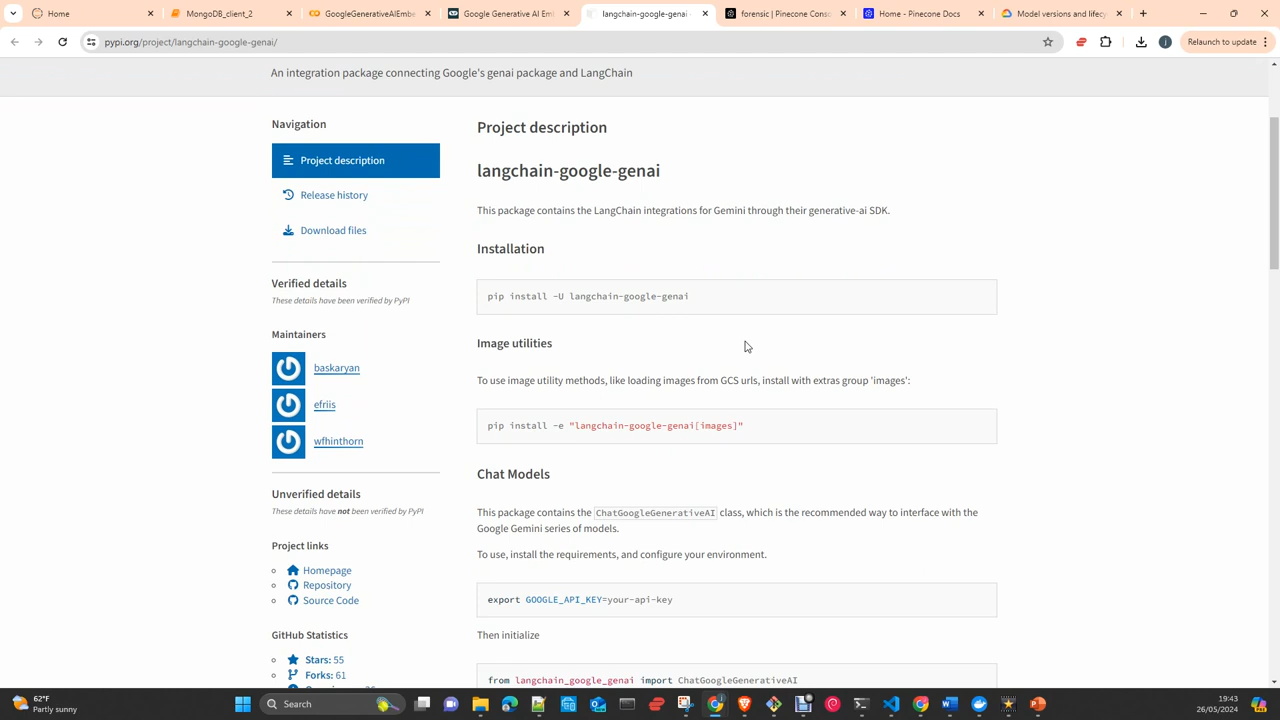 Home
MongoDB_client_2
GoogleGenerativeAIEmbe
Google Generative AI Em
langchain-google-genai ·
forensic | Pinecone Conso
Home - Pinecone Docs
Model versions and lifecy
pypi.org/project/langchain-google-genai/
Relaunch to update
An integration package connecting Google's genai package and LangChain
Navigation
Project description
Release history
Download files
Verified details
These details have been verified by PyPI
Maintainers
baskaryan
efriis
wfhinthorn
Unverified details
These details have not been verified by PyPI
Project links
Homepage
Repository
Source Code
GitHub Statistics
Stars: 55
Forks: 61
Project description
langchain-google-genai
This package contains the LangChain integrations for Gemini through their generative-ai SDK.
Installation
pip install -U langchain-google-genai
Image utilities
To use image utility methods, like loading images from GCS urls, install with extras group 'images':
pip install -e "langchain-google-genai[images]"
Chat Models
This package contains the ChatGoogleGenerativeAI class, which is the recommended way to interface with the
Google Gemini series of models.
To use, install the requirements, and configure your environment.
export GOOGLE_API_KEY=your-api-key
Then initialize
from langchain_google_genai import ChatGoogleGenerativeAI
62°F
Partly sunny
Search
19:43
26/05/2024